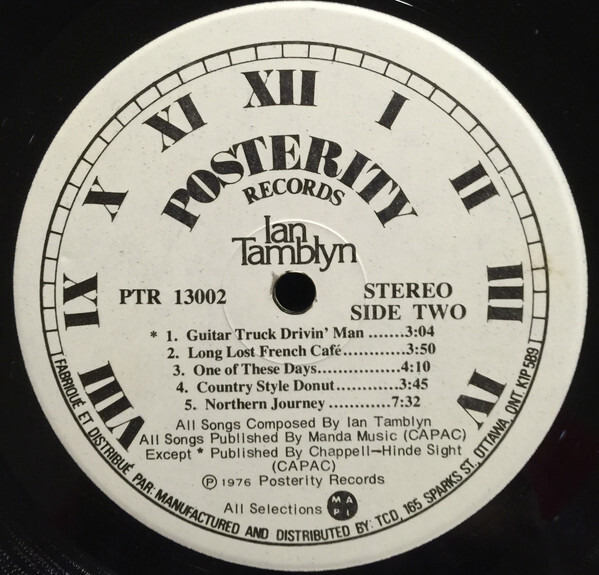 XII
XI
I
X
II
IX
III
VIII
IV
POSTERITY
RECORDS
Ian
Tamblyn
PTR 13002
STEREO
SIDE TWO
* 1. Guitar Truck Drivin' Man .......3:04
2. Long Lost French Café............3:50
3. One of These Days................4:10
4. Country Style Donut.............3:45
5. Northern Journey ...........7:32
All Songs Composed By Ian Tamblyn
All Songs Published By Manda Music (CAPAC)
Except * Published By Chappell—Hinde Sight
(CAPAC)
Ⓟ 1976 Posterity Records
All Selections
M A
P L
FABRIQUÉ ET DISTRIBUÉ PAR: MANUFACTURED AND DISTRIBUTED BY: TCD, 165 SPARKS ST., OTTAWA, ONT. K1P 5B9